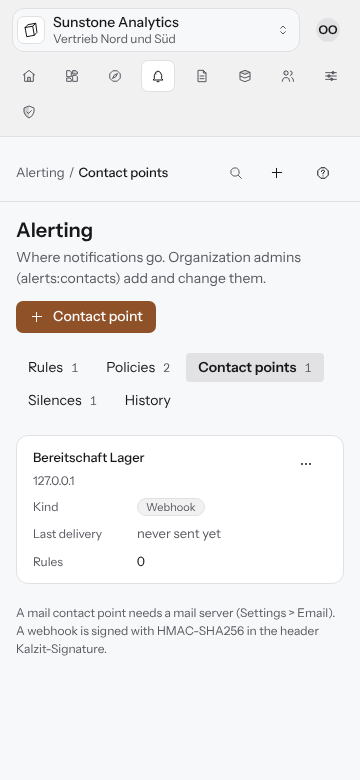 Sunstone Analytics
Vertrieb Nord und Süd
OO
Alerting / Contact points
Alerting
Where notifications go. Organization admins
(alerts:contacts) add and change them.
+ Contact point
Rules 1 Policies 2 Contact points 1
Silences 1 History
Bereitschaft Lager
127.0.0.1
Kind Webhook
Last delivery never sent yet
Rules 0
A mail contact point needs a mail server (Settings > Email).
A webhook is signed with HMAC-SHA256 in the header
Kalzit-Signature.